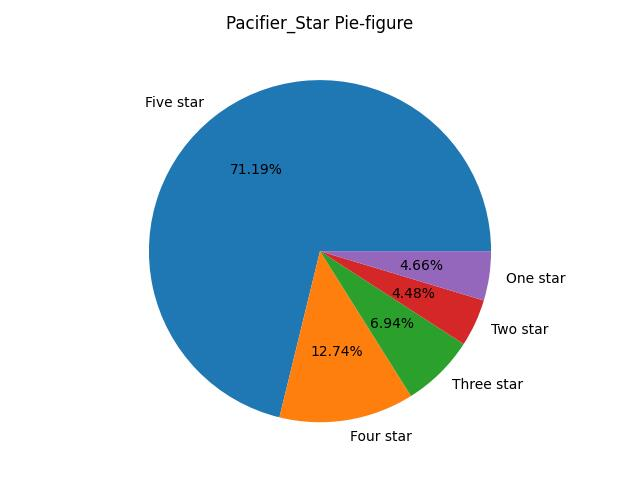 Pacifier_Star Pie-figure
Five star
71.19%
4.66%
One star
4.48%
Two star
6.94%
Three star
12.74%
Four star